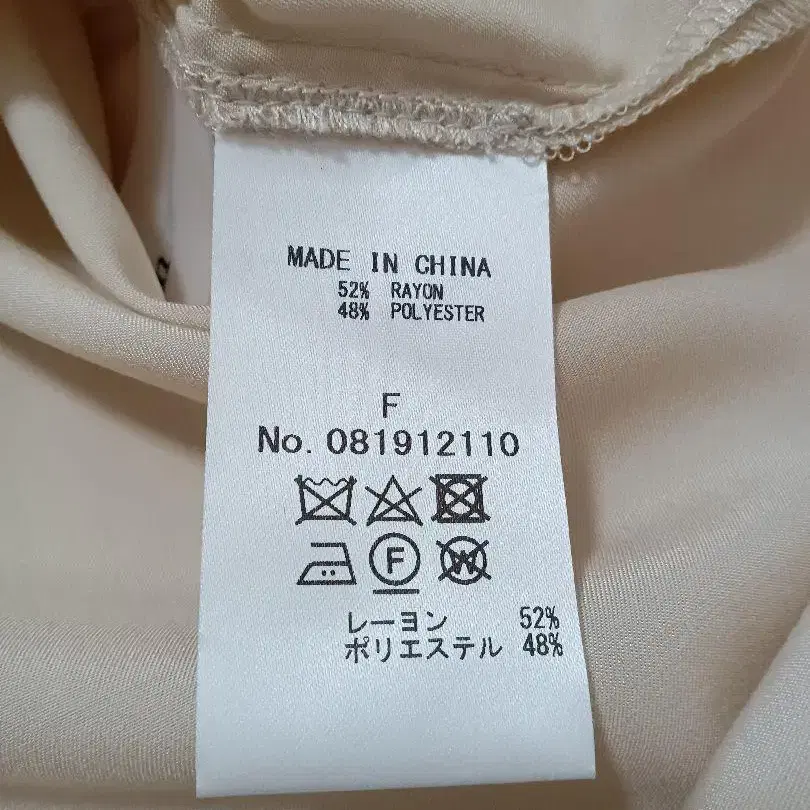 MADE IN CHINA
52% RAYON
48% POLYESTER
F
No. 081912110
F W
レーヨン 52%
ポリエステル 48%